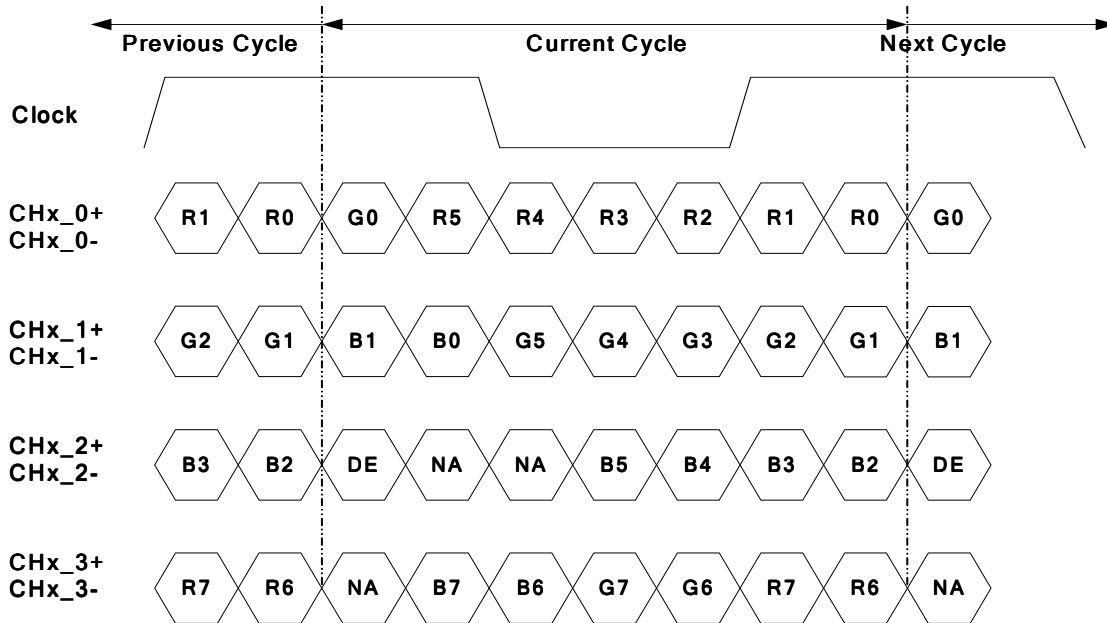 Previous Cycle Current Cycle Next Cycle
Clock
CHx_0+
CHx_0-
R1 R0 G0 R5 R4 R3 R2 R1 R0 G0
CHx_1+
CHx_1-
G2 G1 B1 B0 G5 G4 G3 G2 G1 B1
CHx_2+
CHx_2-
B3 B2 DE NA NA B5 B4 B3 B2 DE
CHx_3+
CHx_3-
R7 R6 NA B7 B6 G7 G6 R7 R6 NA